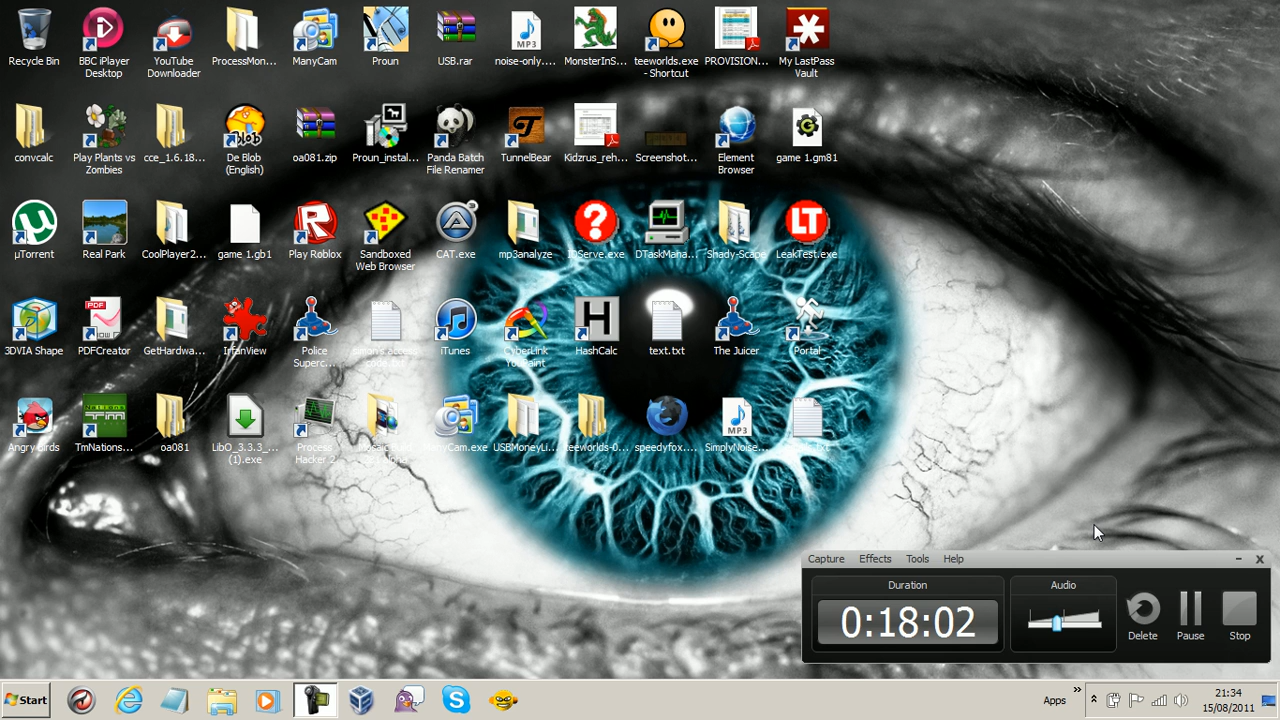 Recycle Bin
BBC iPlayer
Desktop
YouTube
Downloader
ProcessMon...
ManyCam
Proun
USB.rar
MP3
noise-only....
MonsterInS...
teeworlds.exe
- Shortcut
PROVISION...
My LastPass
Vault
convcalc
Play Plants vs
Zombies
cce_1.6.18...
blob
De Blob
(English)
oa081.zip
Proun_instal...
Panda Batch
File Renamer
TunnelBear
Kidzrus_reh...
Screenshot...
Element
Browser
game 1.gm81
µTorrent
Real Park
CoolPlayer2...
game 1.gb1
Play Roblox
Sandboxed
Web Browser
CAT.exe
mp3analyze
?
IDServe.exe
DTaskMana...
Shady-Scape
LT
LeakTest.exe
3DVIA Shape
PDF
PDFCreator
GetHardwa...
IrfanView
Police
Superc...
iTunes
CyberLink
YouPaint
H
HashCalc
text.txt
The Juicer
Portal
Angry Birds
TmNations...
oa081
LibO_3.3.3_...
(1).exe
Process
Hacker 2
ManyCam.exe
USBMoneyLi...
teeworlds-0...
speedyfox....
MP3
SimplyNoise...
Capture Effects Tools Help
Duration
Audio
0:18:02
Delete
Pause
Stop
Start
Apps
21:34
15/08/2011